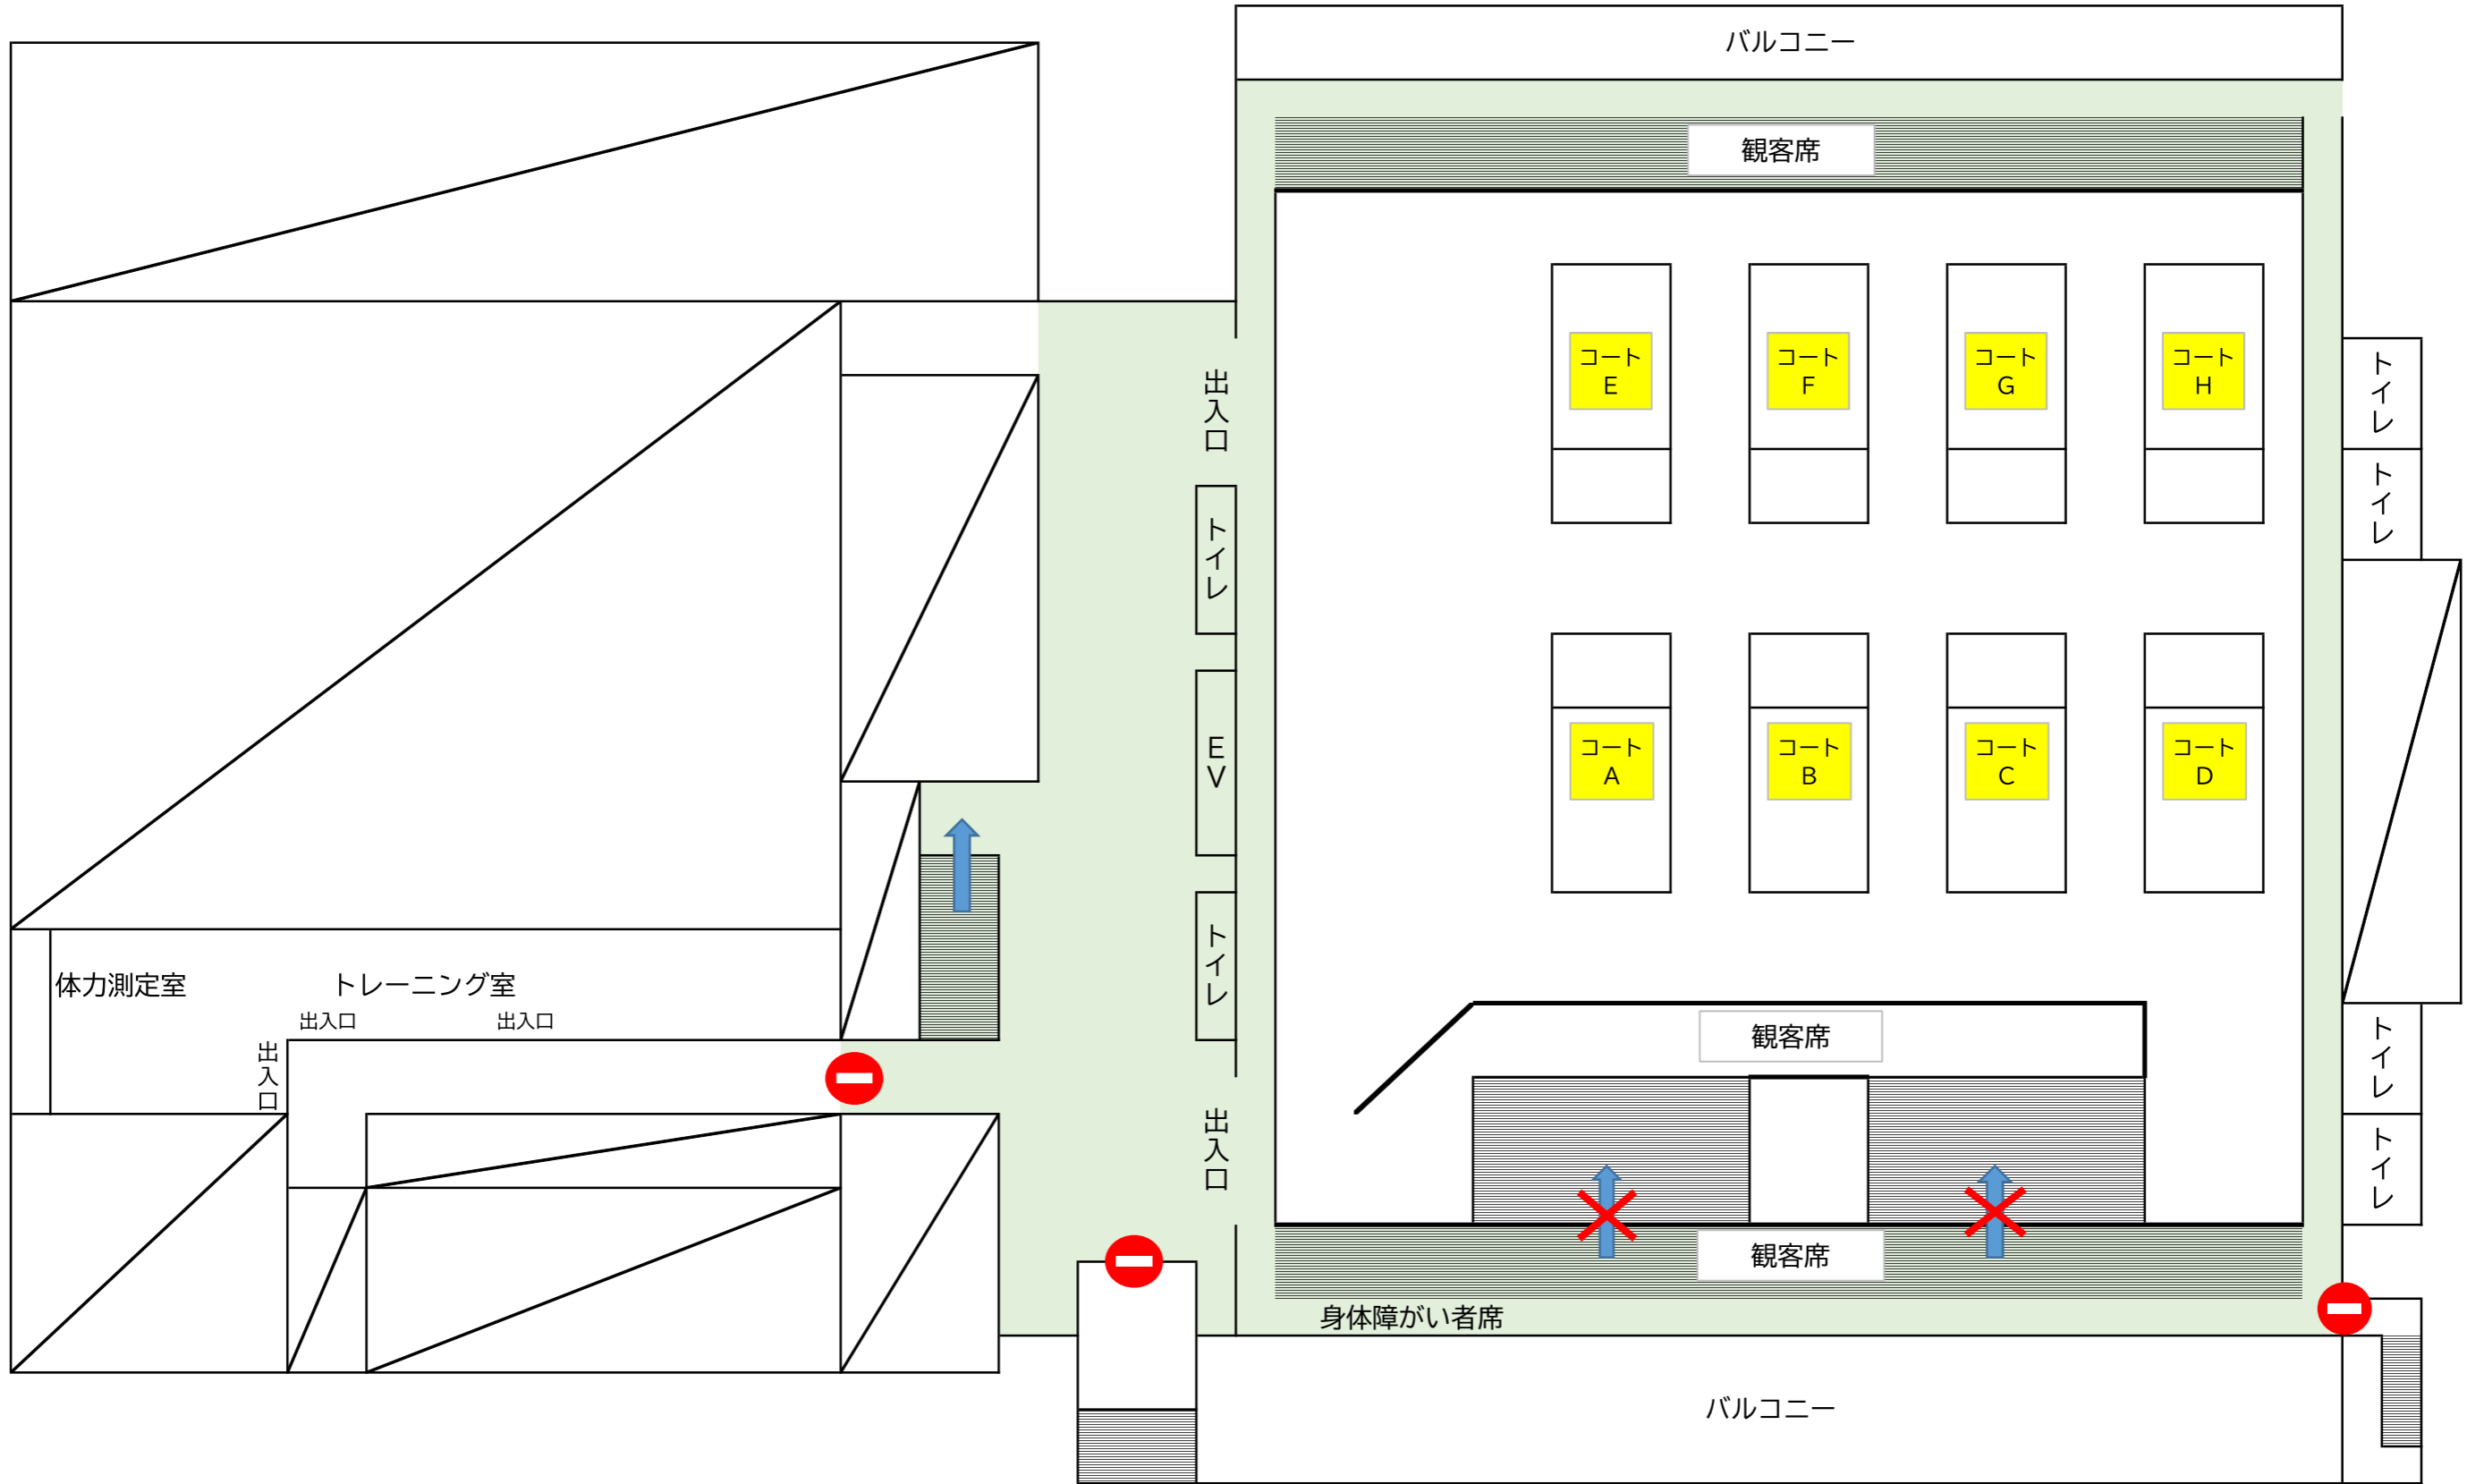 バルコニー
観客席
コート
E
コート
F
コート
G
コート
H
出入口
トイレ
トイレ
トイレ
EV
コート
A
コート
B
コート
C
コート
D
トイレ
体力測定室
トレーニング室
出入口
出入口
出入口
観客席
トイレ
トイレ
出入口
観客席
身体障がい者席
バルコニー